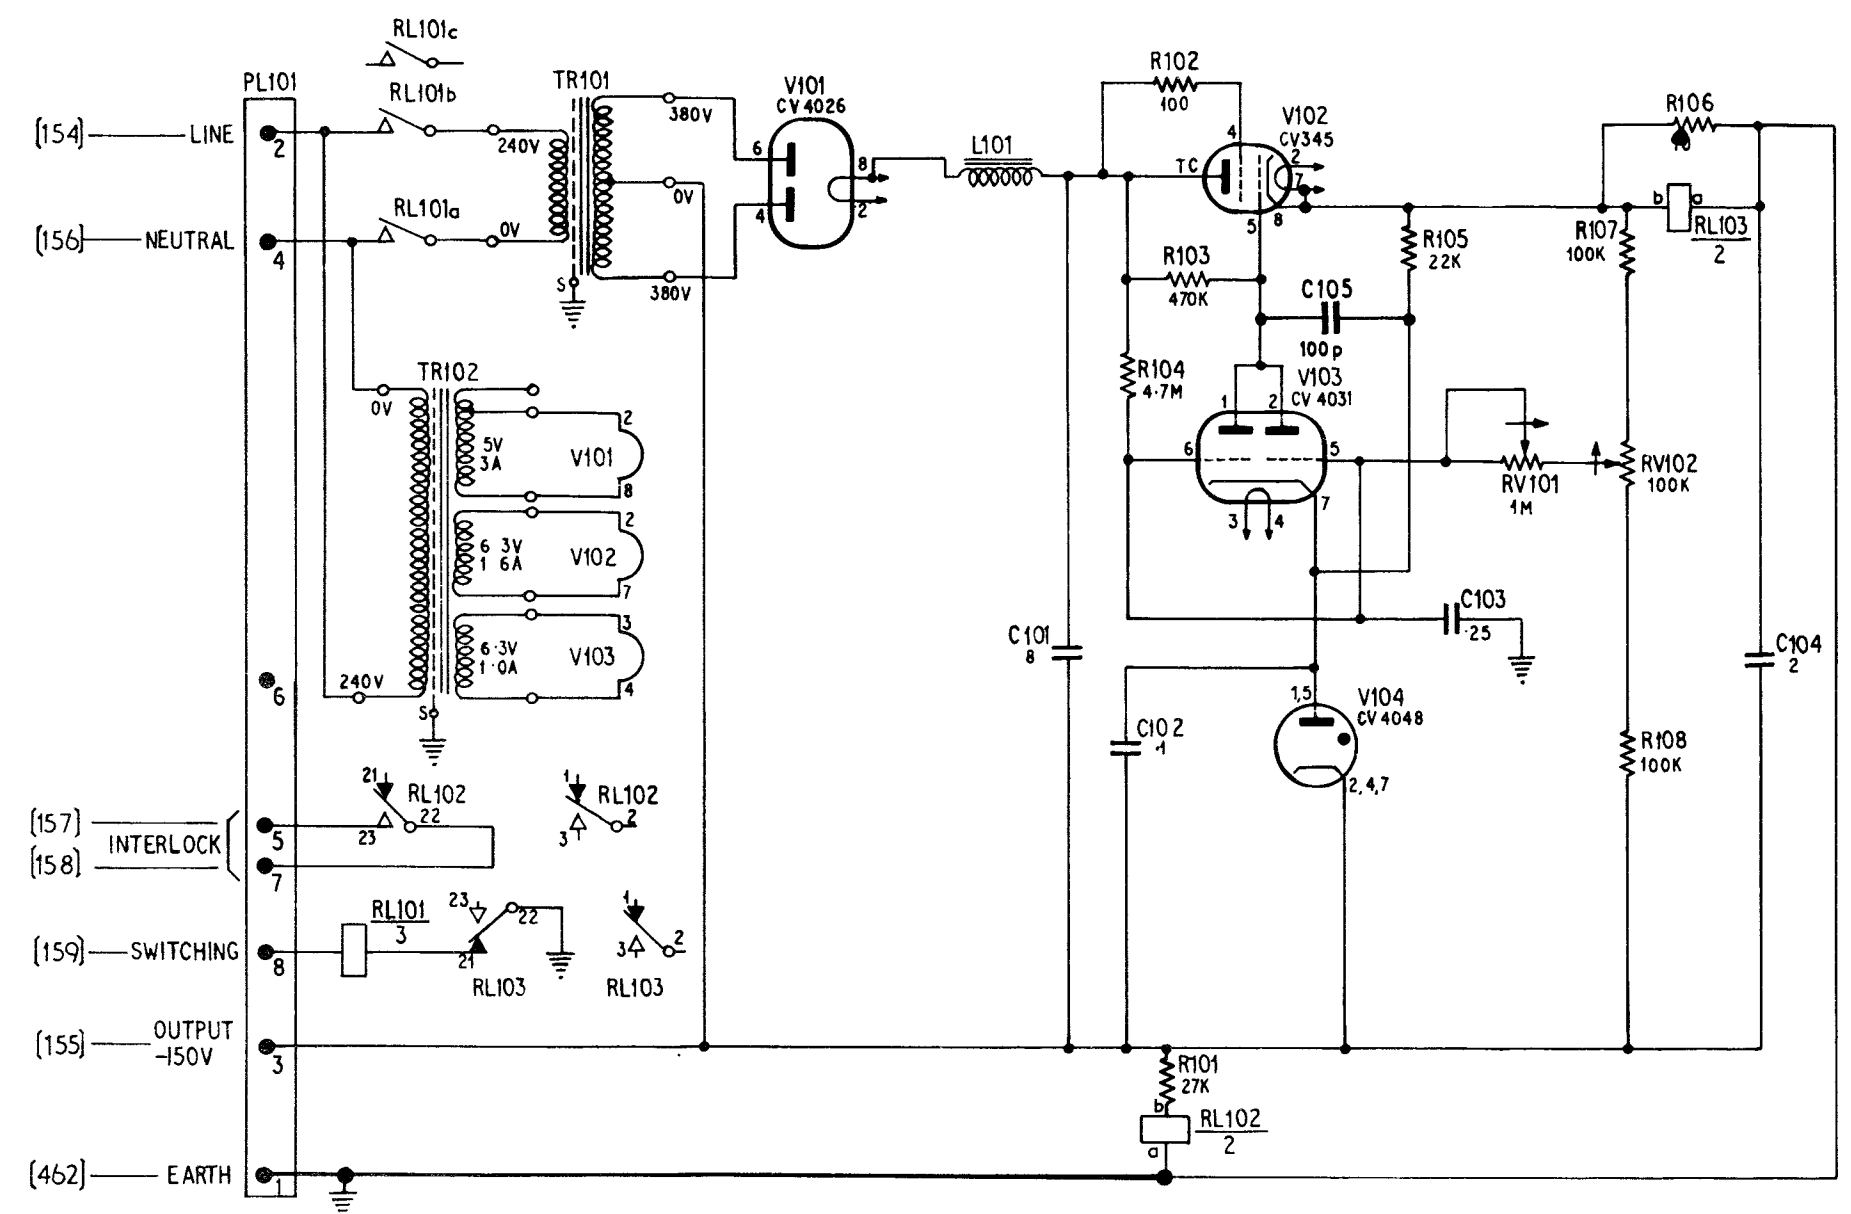 RL101c
PL101
RL101b
TR101
[154] LINE 2
240V
380V
V101
CV4026
6
8
4
2
0V
RL101a
[156] NEUTRAL 4
0V
380V
S
L101
R102
100
V102
CV345
4
2
7
TC
5
8
R103
470K
R105
22K
C105
100p
R106
b
a
RL103
2
R107
100K
TR102
0V
2
5V
3A
V101
8
2
6 3V
1 6A
V102
7
3
6·3V
1·0A
V103
4
240V
S
6
R104
4·7M
V103
CV 4031
1
2
6
5
3
4
7
RV101
1M
RV102
100K
C103
·25
C101
8
C102
·1
1,5
V104
CV4048
2,4,7
R108
100K
C104
2
21
RL102
22
23
1
RL102
2
3
[157]
INTERLOCK
[158]
5
7
RL101
3
23
22
21
RL103
1
3
2
RL103
[159] SWITCHING 8
[155] OUTPUT
-150V
3
R101
27K
b
RL102
2
a
[462] EARTH 1